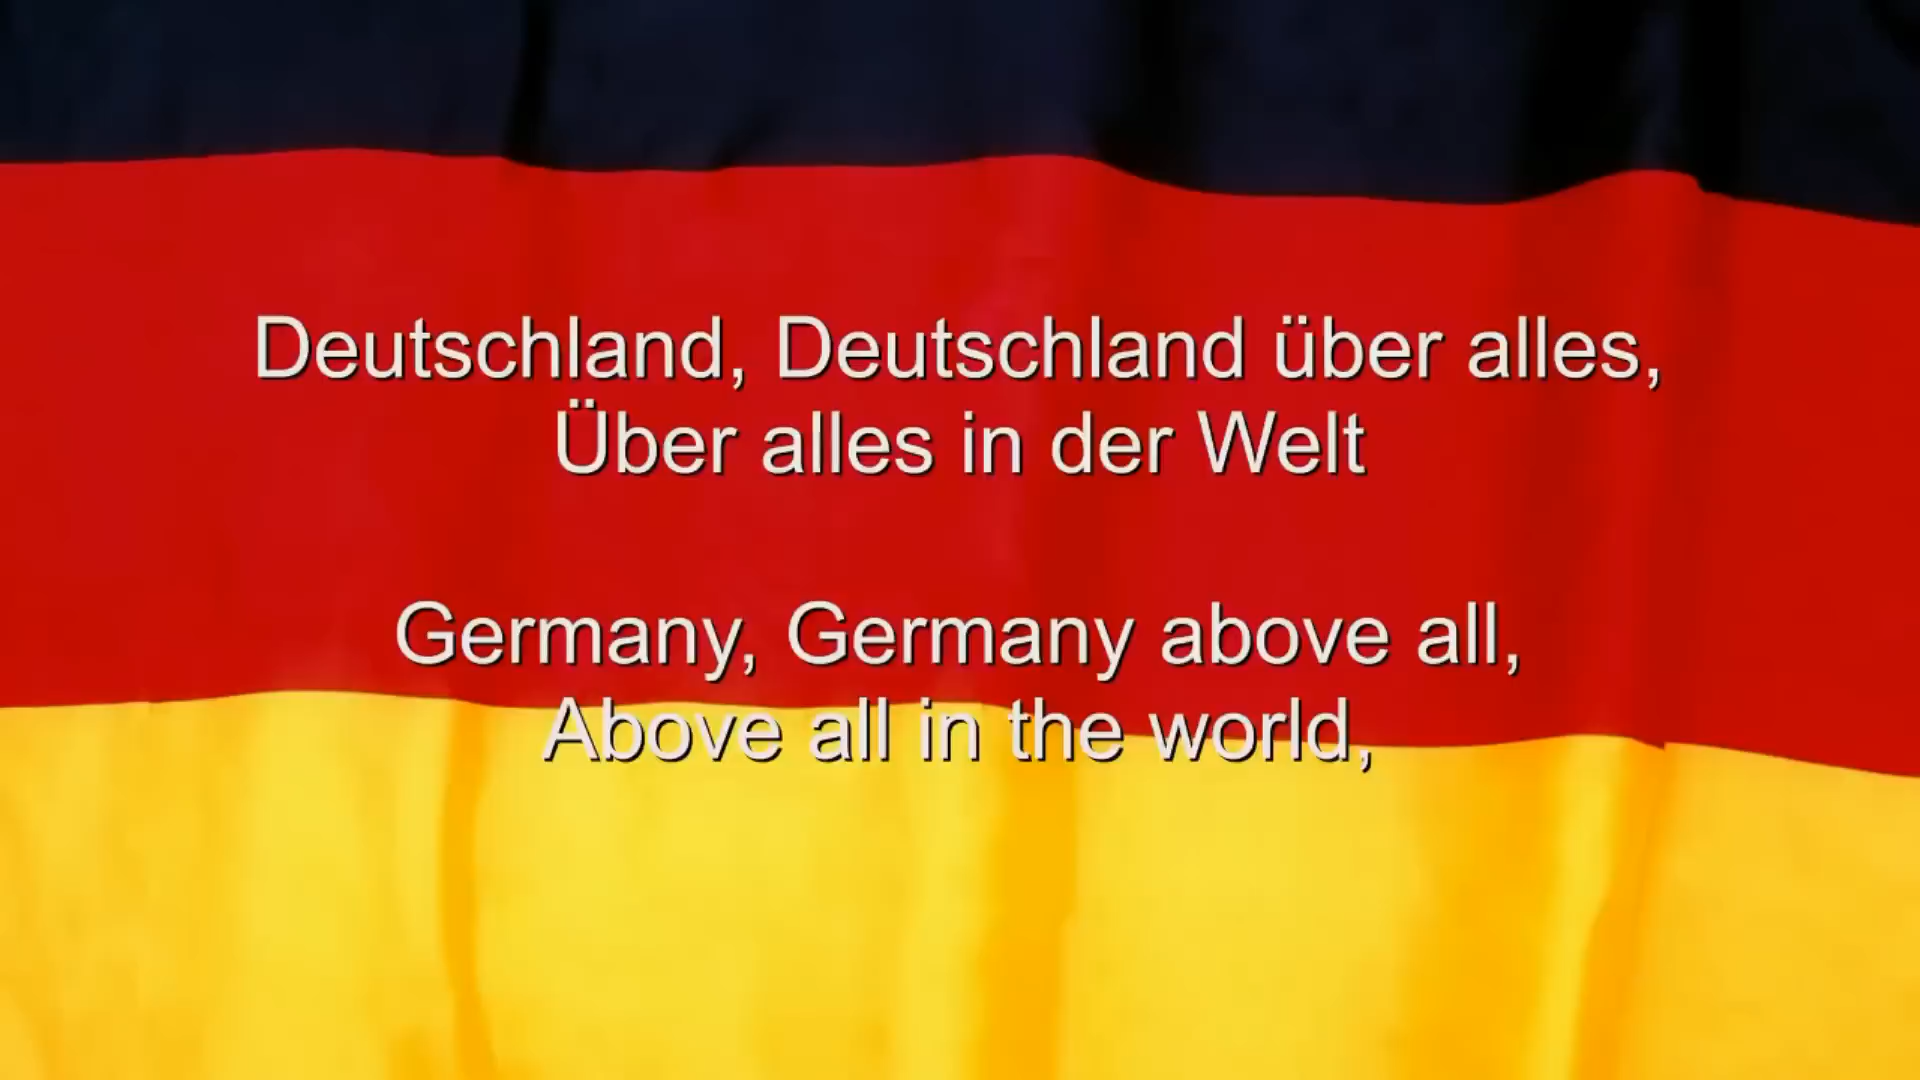 Deutschland, Deutschland über alles,
Über alles in der Welt
Germany, Germany above all,
Above all in the world,